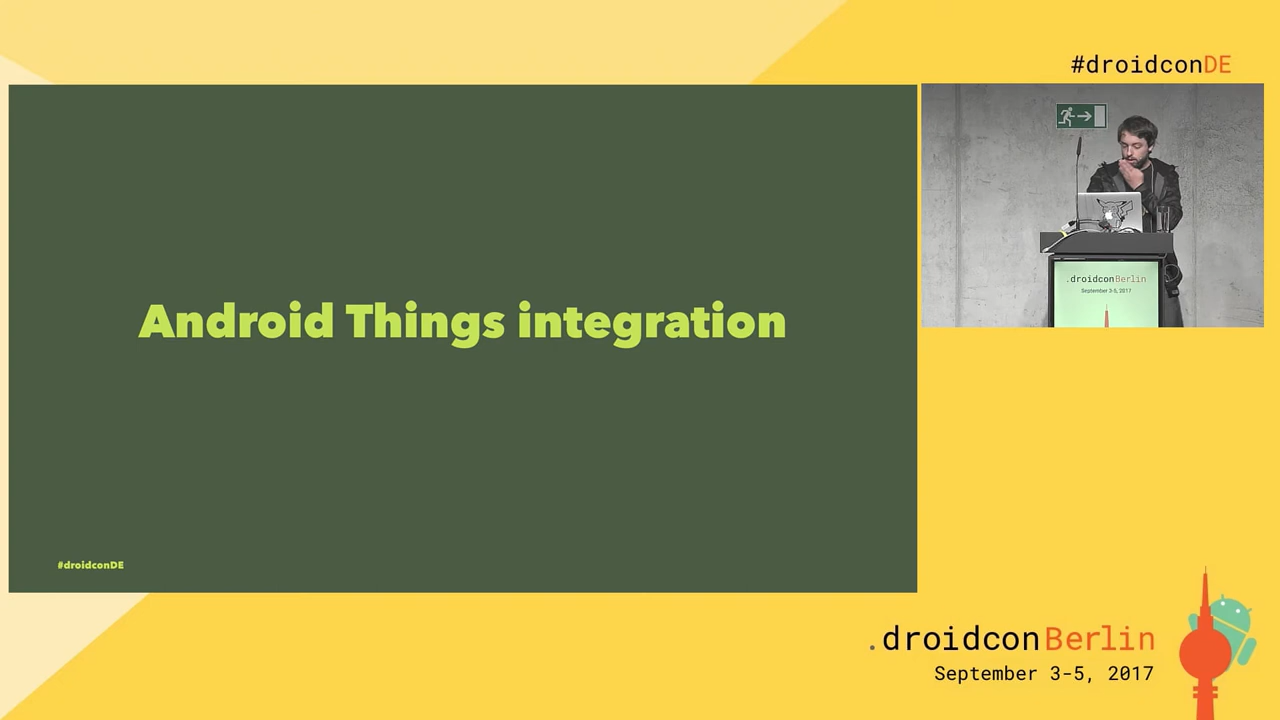 #droidconDE
Android Things integration
#droidconDE
.droidconBerlin
September 3-5, 2017
.droidconBerlin
September 3-5, 2017